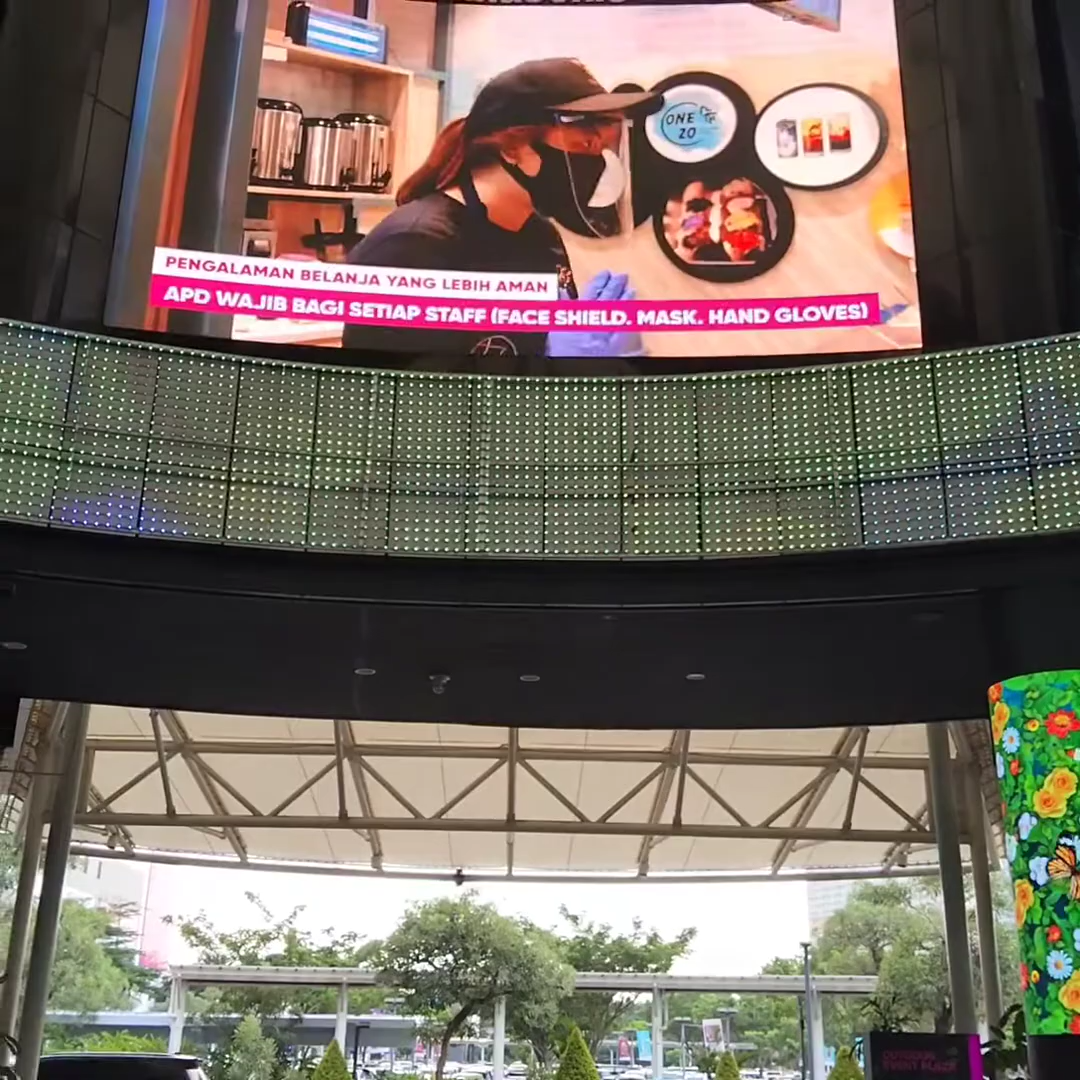 ONE
20
PENGALAMAN BELANJA YANG LEBIH AMAN
APD WAJIB BAGI SETIAP STAFF (FACE SHIELD. MASK. HAND GLOVES)
OUTDOOR
EVENT PLAZA